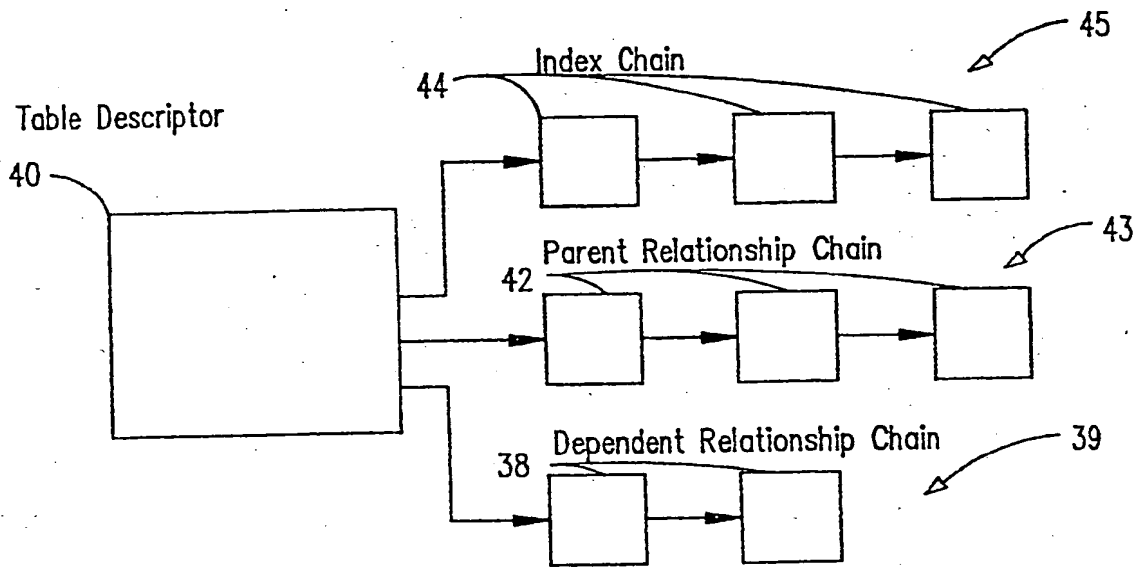 45
Index Chain
44
Table Descriptor
40
43
Parent Relationship Chain
42
Dependent Relationship Chain
39
38